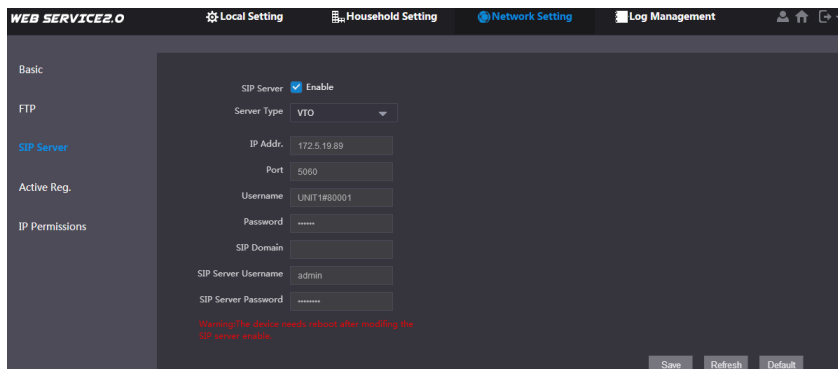 WEB SERVICE2.0 Local Setting Household Setting Network Setting Log Management
Basic
FTP
SIP Server
Active Reg.
IP Permissions
SIP Server Enable
Server Type VTO
IP Addr. 172.5.19.89
Port 5060
Username UNIT1#80001
Password ••••••
SIP Domain
SIP Server Username admin
SIP Server Password ••••••••
Warning:The device needs reboot after modifing the
SIP server enable.
Save Refresh Default